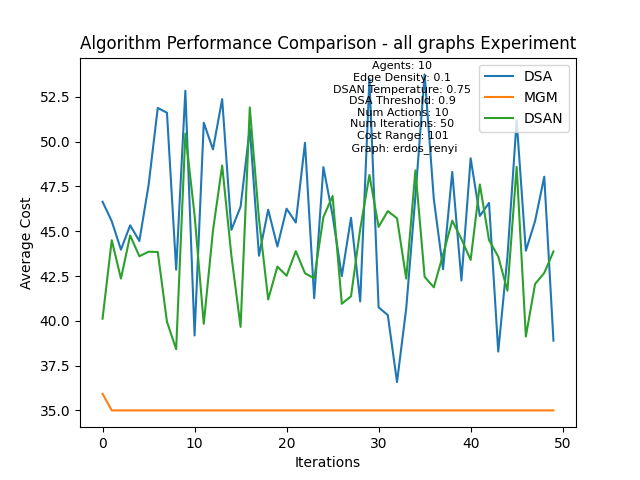 Algorithm Performance Comparison - all graphs Experiment
Agents: 10
Edge Density: 0.1
DSAN Temperature: 0.75
DSA Threshold: 0.9
Num Actions: 10
Num Iterations: 50
Cost Range: 101
Graph: erdos_renyi
DSA
MGM
DSAN
Average Cost
52.5
50.0
47.5
45.0
42.5
40.0
37.5
35.0
0 10 20 30 40 50
Iterations